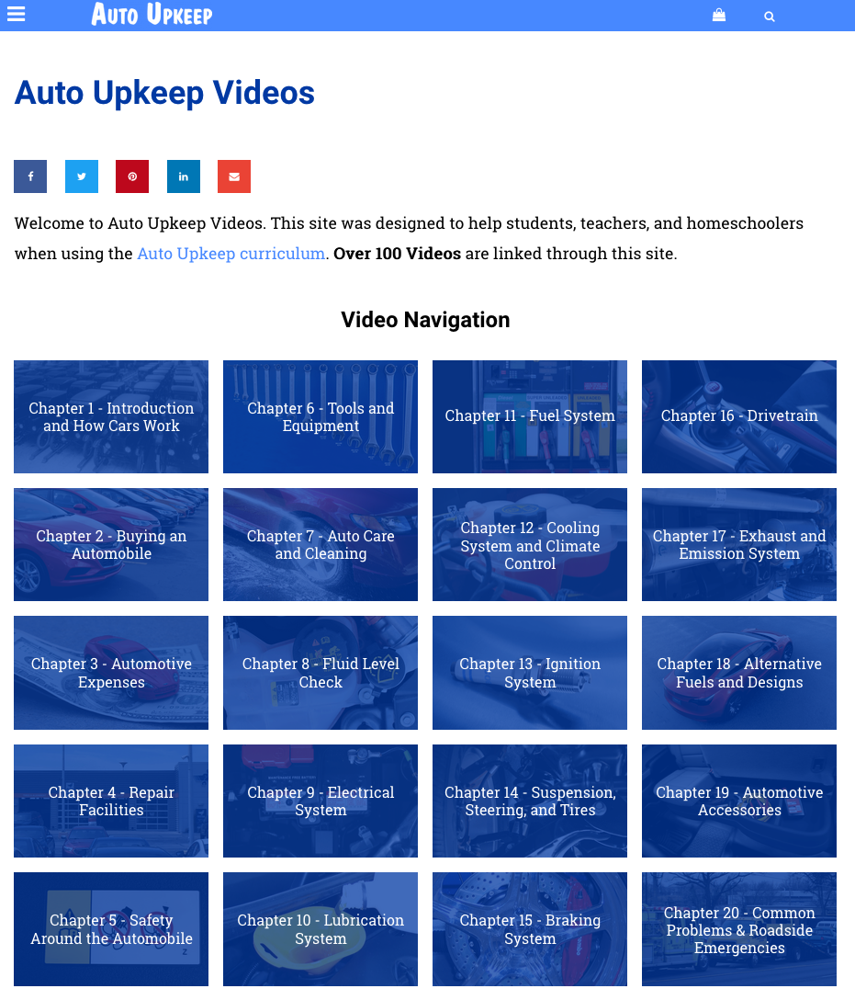 Auto Upkeep
Auto Upkeep Videos
Welcome to Auto Upkeep Videos. This site was designed to help students, teachers, and homeschoolers
when using the Auto Upkeep curriculum. Over 100 Videos are linked through this site.
Video Navigation
Chapter 1 - Introduction
and How Cars Work
Chapter 6 - Tools and
Equipment
SUPER UNLEADED
Chapter 11 - Fuel System
Chapter 16 - Drivetrain
Chapter 2 - Buying an
Automobile
Chapter 7 - Auto Care
and Cleaning
Chapter 12 - Cooling
System and Climate
Control
Chapter 17 - Exhaust and
Emission System
Chapter 3 - Automotive
Expenses
Chapter 8 - Fluid Level
Check
Chapter 13 - Ignition
System
Chapter 18 - Alternative
Fuels and Designs
Chapter 4 - Repair
Facilities
Chapter 9 - Electrical
System
Chapter 14 - Suspension,
Steering, and Tires
Chapter 19 - Automotive
Accessories
Chapter 5 - Safety
Around the Automobile
Chapter 10 - Lubrication
System
Chapter 15 - Braking
System
Chapter 20 - Common
Problems & Roadside
Emergencies